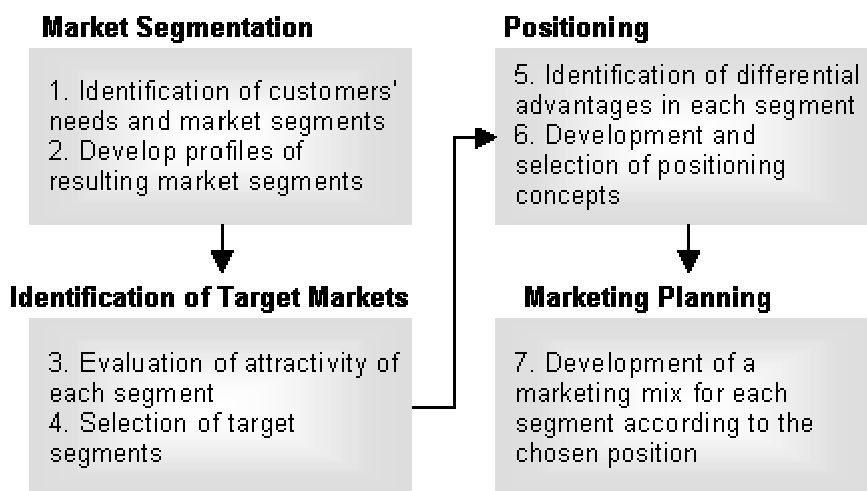 Market Segmentation
1. Identification of customers'
needs and market segments
2. Develop profiles of
resulting market segments
Identification of Target Markets
3. Evaluation of attractivity of
each segment
4. Selection of target
segments
Positioning
5. Identification of differential
advantages in each segment
6. Development and
selection of positioning
concepts
Marketing Planning
7. Development of a
marketing mix for each
segment according to the
chosen position